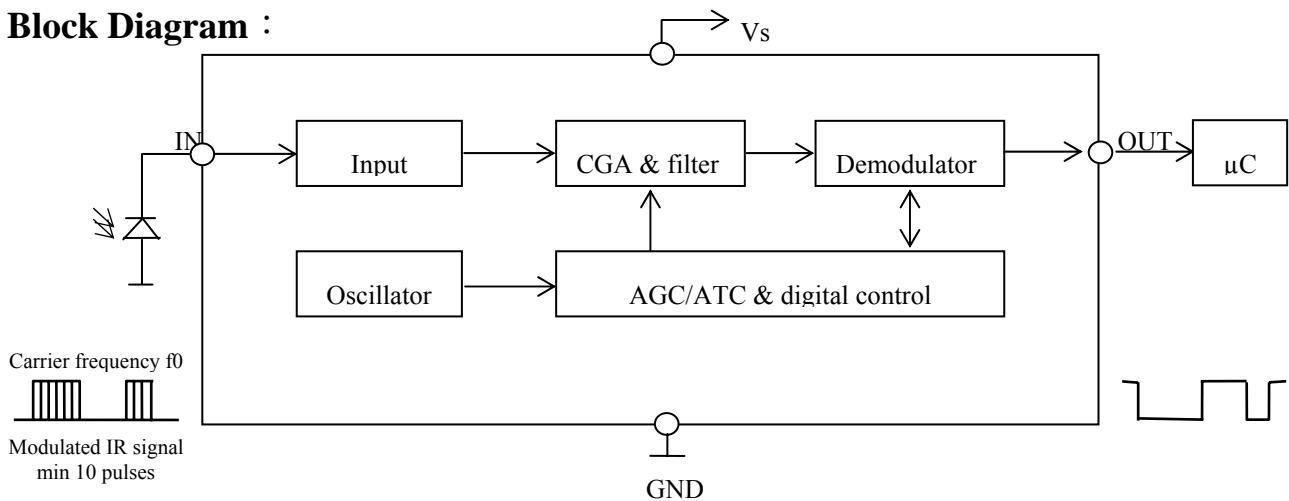 Block Diagram：
Vs
IN
Input
CGA & filter
Demodulator
OUT
µC
Oscillator
AGC/ATC & digital control
Carrier frequency f0
Modulated IR signal
min 10 pulses
GND